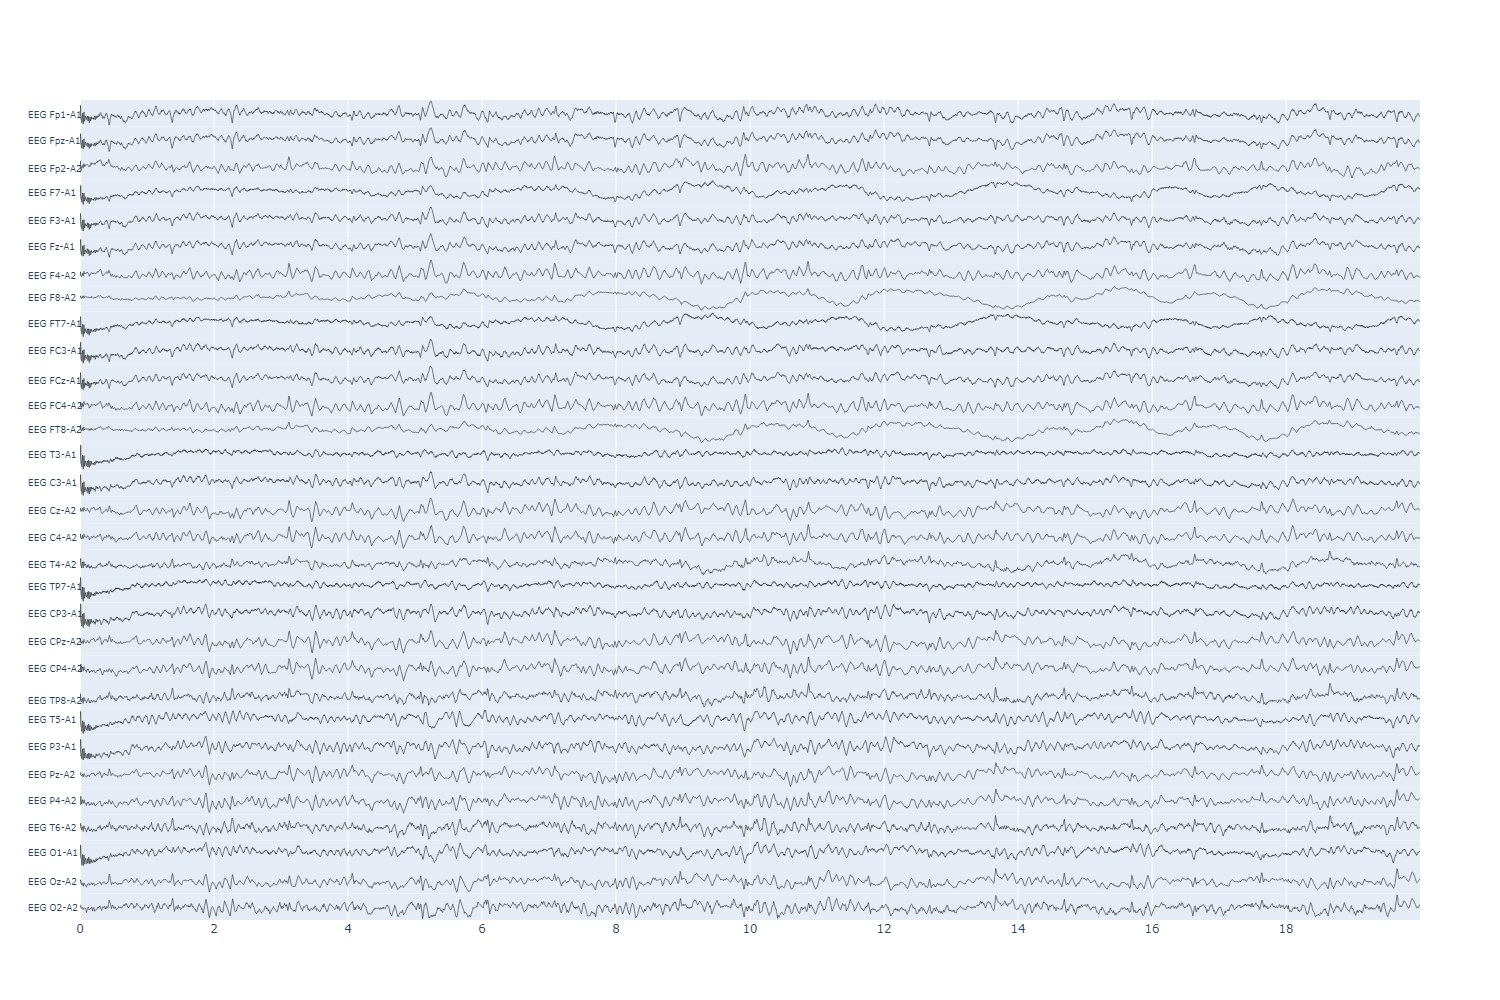 EEG Fp1-A1
EEG Fpz-A1
EEG Fp2-A2
EEG F7-A1
EEG F3-A1
EEG Fz-A1
EEG F4-A2
EEG F8-A2
EEG FT7-A1
EEG FC3-A1
EEG FCz-A1
EEG FC4-A2
EEG FT8-A2
EEG T3-A1
EEG C3-A1
EEG Cz-A2
EEG C4-A2
EEG T4-A2
EEG TP7-A1
EEG CP3-A1
EEG CPz-A2
EEG CP4-A2
EEG TP8-A2
EEG T5-A1
EEG P3-A1
EEG Pz-A2
EEG P4-A2
EEG T6-A2
EEG O1-A1
EEG Oz-A2
EEG O2-A2
0 2 4 6 8 10 12 14 16 18